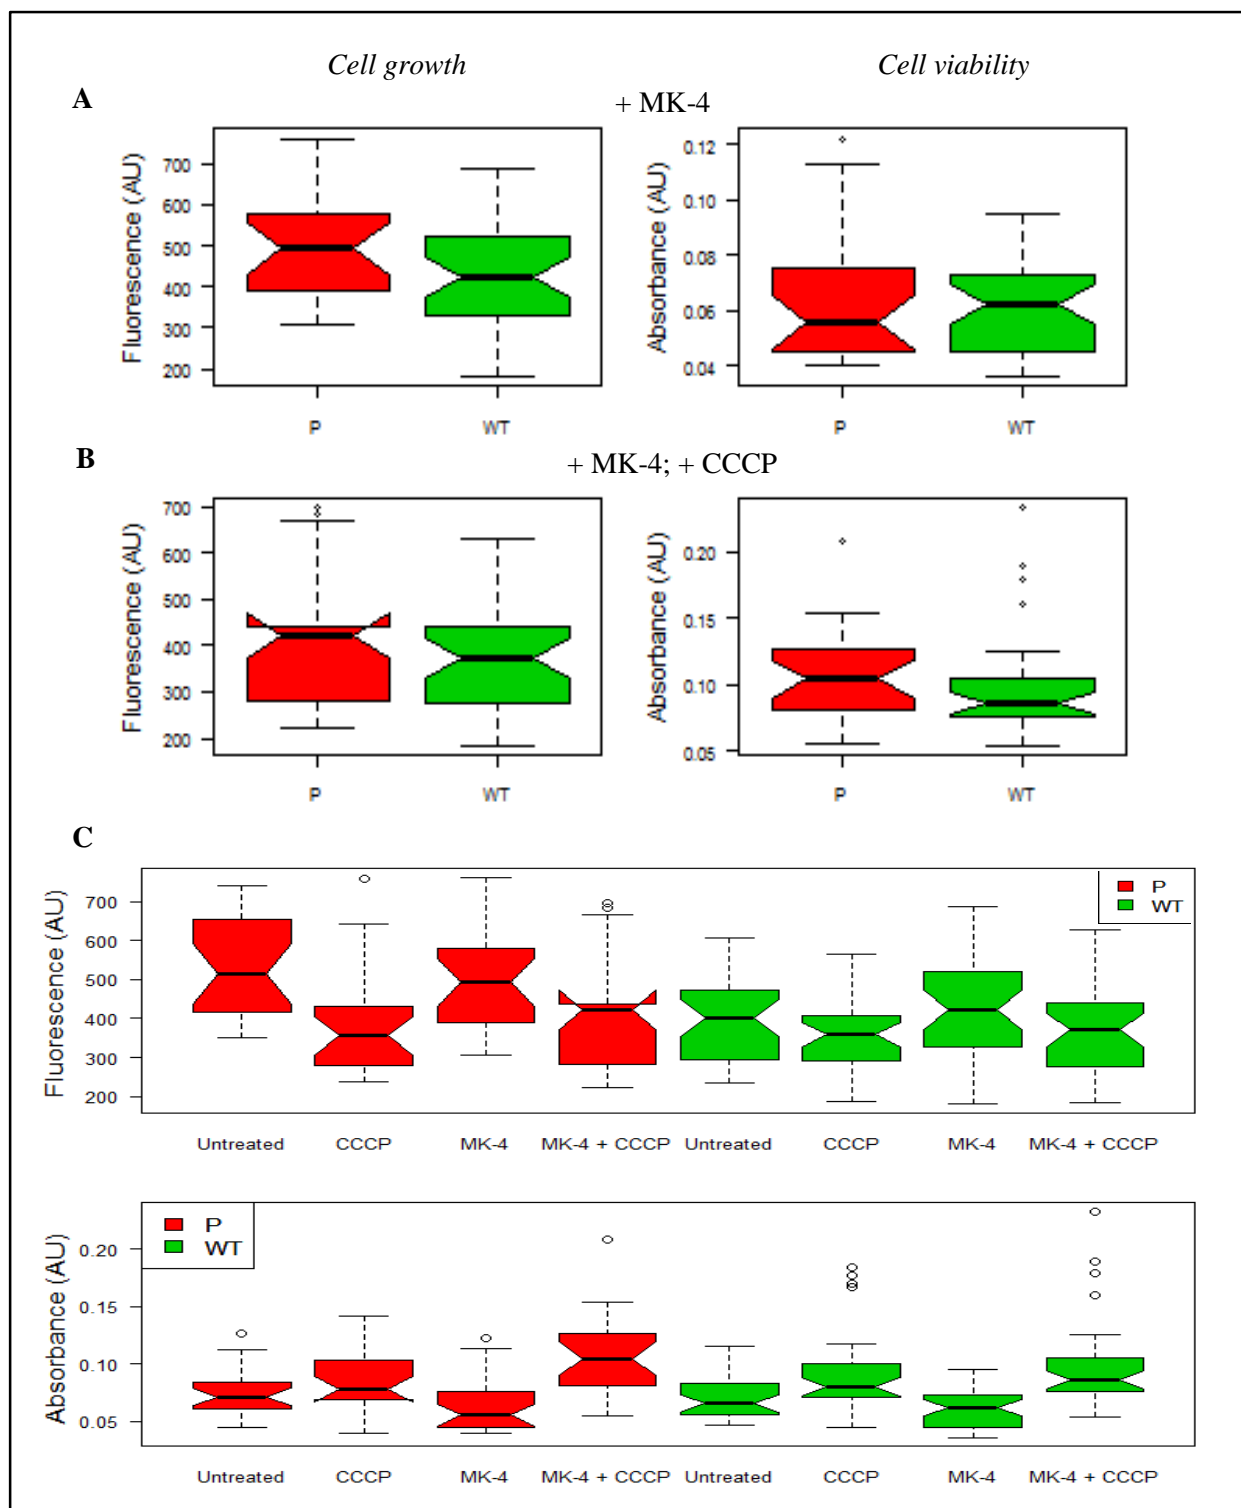 Cell growth Cell viability
A + MK-4
Fluorescence (AU)
700
600
500
400
300
200
P WT
Absorbance (AU)
0.12
0.10
0.08
0.06
0.04
P WT
B + MK-4; + CCCP
Fluorescence (AU)
700
600
500
400
300
200
P WT
Absorbance (AU)
0.20
0.15
0.10
0.05
P WT
C
Fluorescence (AU)
700
600
500
400
300
200
P
WT
Untreated CCCP MK-4 MK-4 + CCCP Untreated CCCP MK-4 MK-4 + CCCP
Absorbance (AU)
0.20
0.15
0.10
0.05
P
WT
Untreated CCCP MK-4 MK-4 + CCCP Untreated CCCP MK-4 MK-4 + CCCP